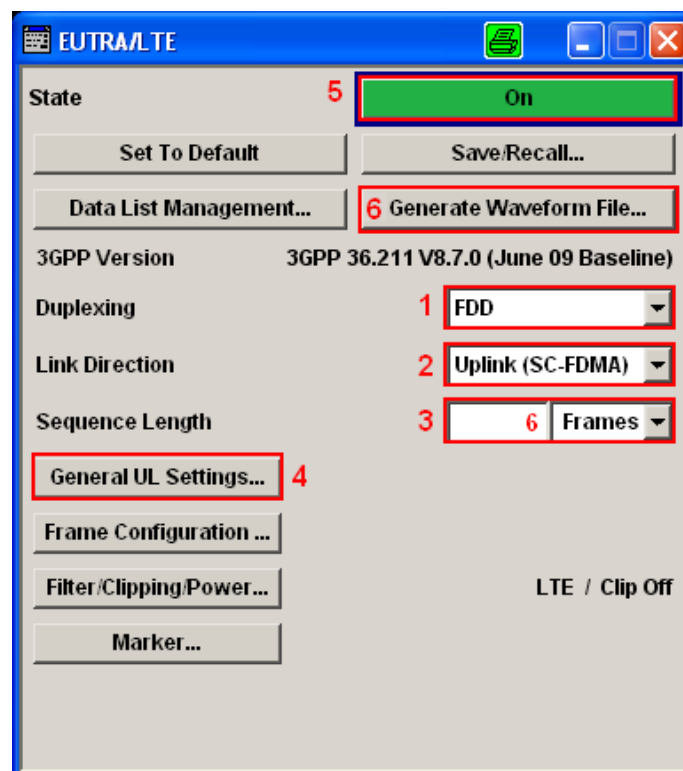 EUTRA/LTE
State 5 On
Set To Default Save/Recall...
Data List Management... 6 Generate Waveform File...
3GPP Version 3GPP 36.211 V8.7.0 (June 09 Baseline)
Duplexing 1 FDD
Link Direction 2 Uplink (SC-FDMA)
Sequence Length 3 6 Frames
General UL Settings... 4
Frame Configuration ...
Filter/Clipping/Power... LTE / Clip Off
Marker...